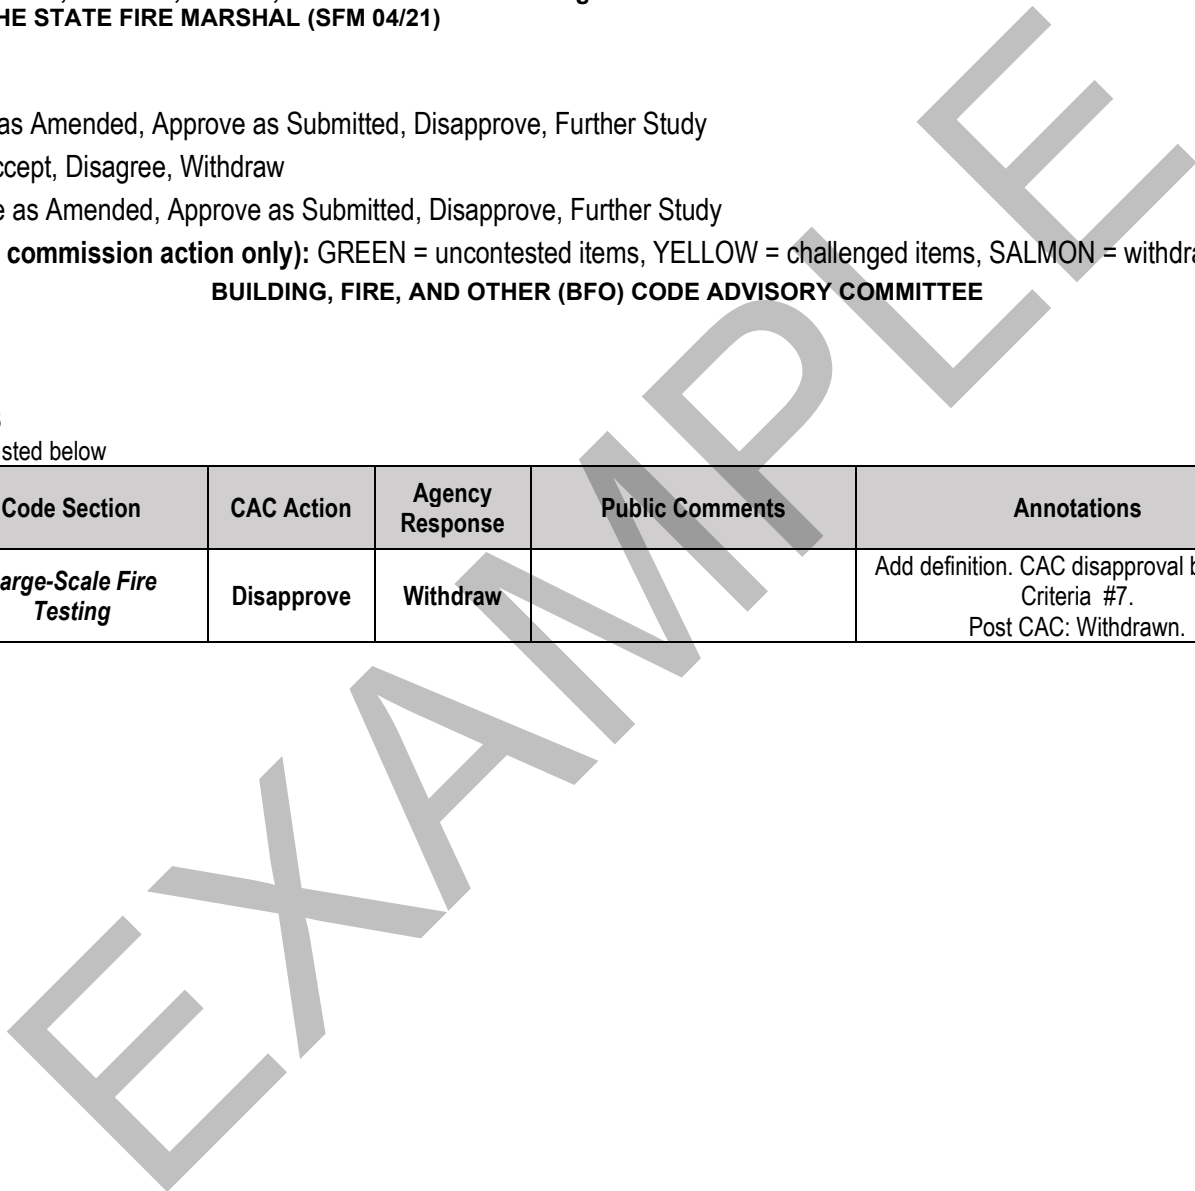 HE STATE FIRE MARSHAL (SFM 04/21)
as Amended, Approve as Submitted, Disapprove, Further Study
ccept, Disagree, Withdraw
e as Amended, Approve as Submitted, Disapprove, Further Study
commission action only): GREEN = uncontested items, YELLOW = challenged items, SALMON = withdra
BUILDING, FIRE, AND OTHER (BFO) CODE ADVISORY COMMITTEE
sted below
Code Section CAC Action Agency Response Public Comments Annotations
arge-Scale Fire Testing Disapprove Withdraw Add definition. CAC disapproval b
Criteria #7.
Post CAC: Withdrawn.
EXAMPLE